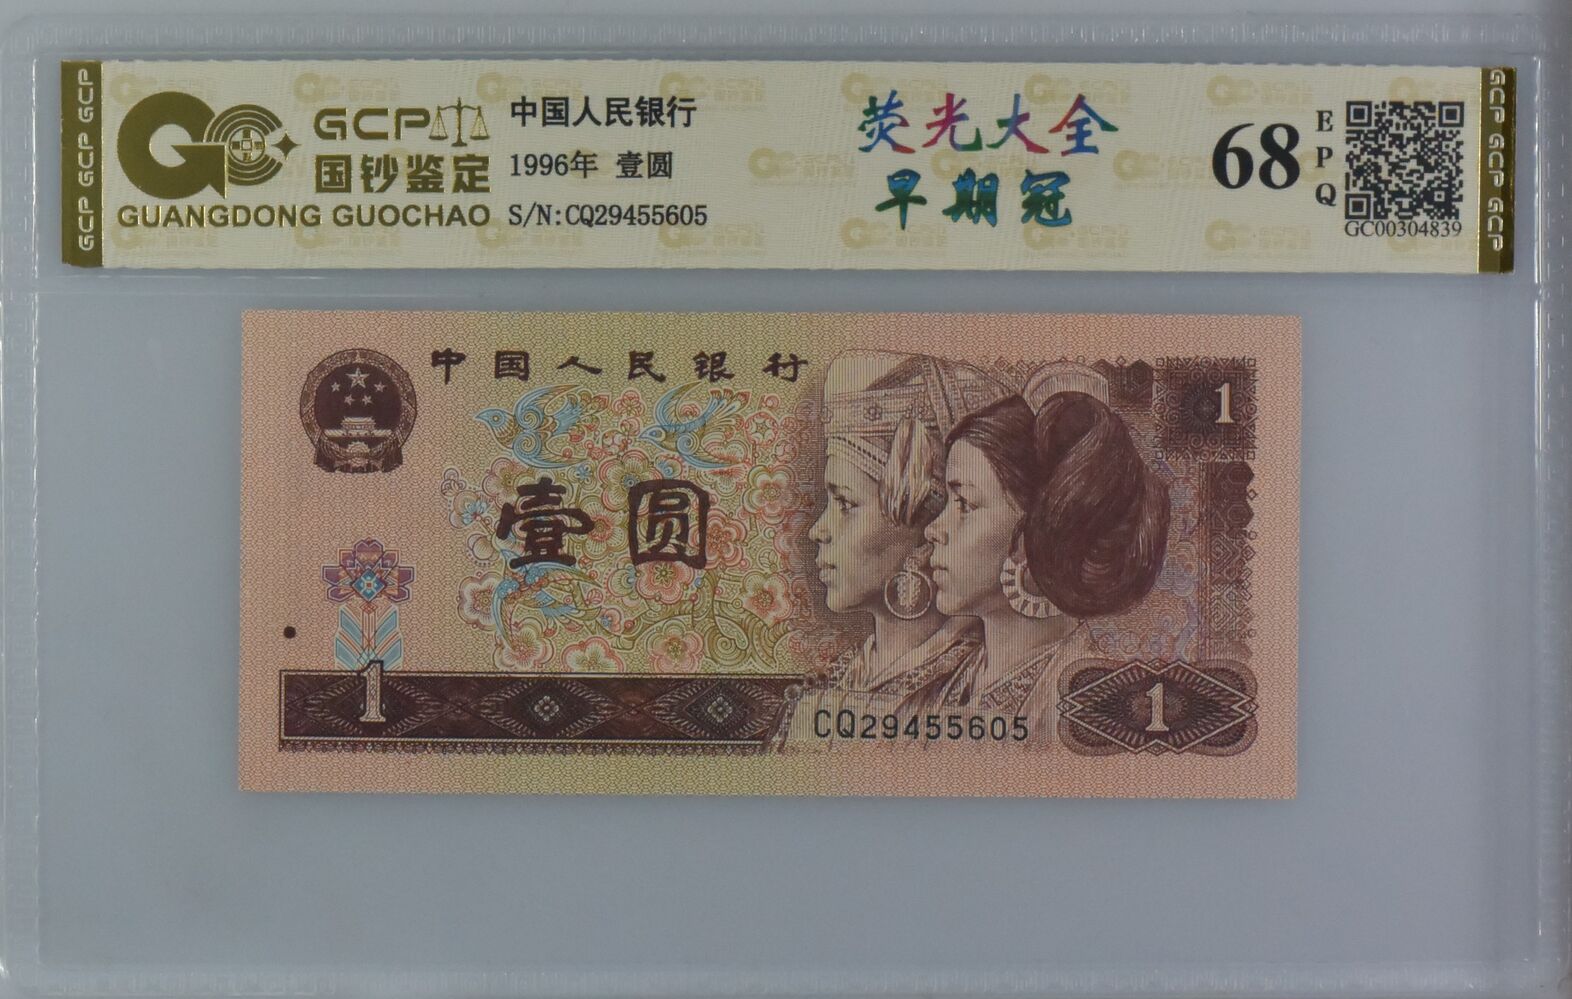 GCP GCP GCP
GCP
国钞鉴定
GUANGDONG GUOCHAO
中国人民银行
1996年 壹圆
S/N:CQ29455605
荧光大全
早期冠
68
EPQ
GC00304839
GCP GCP GCP
中国人民银行
1
壹圆
1
CQ29455605
1